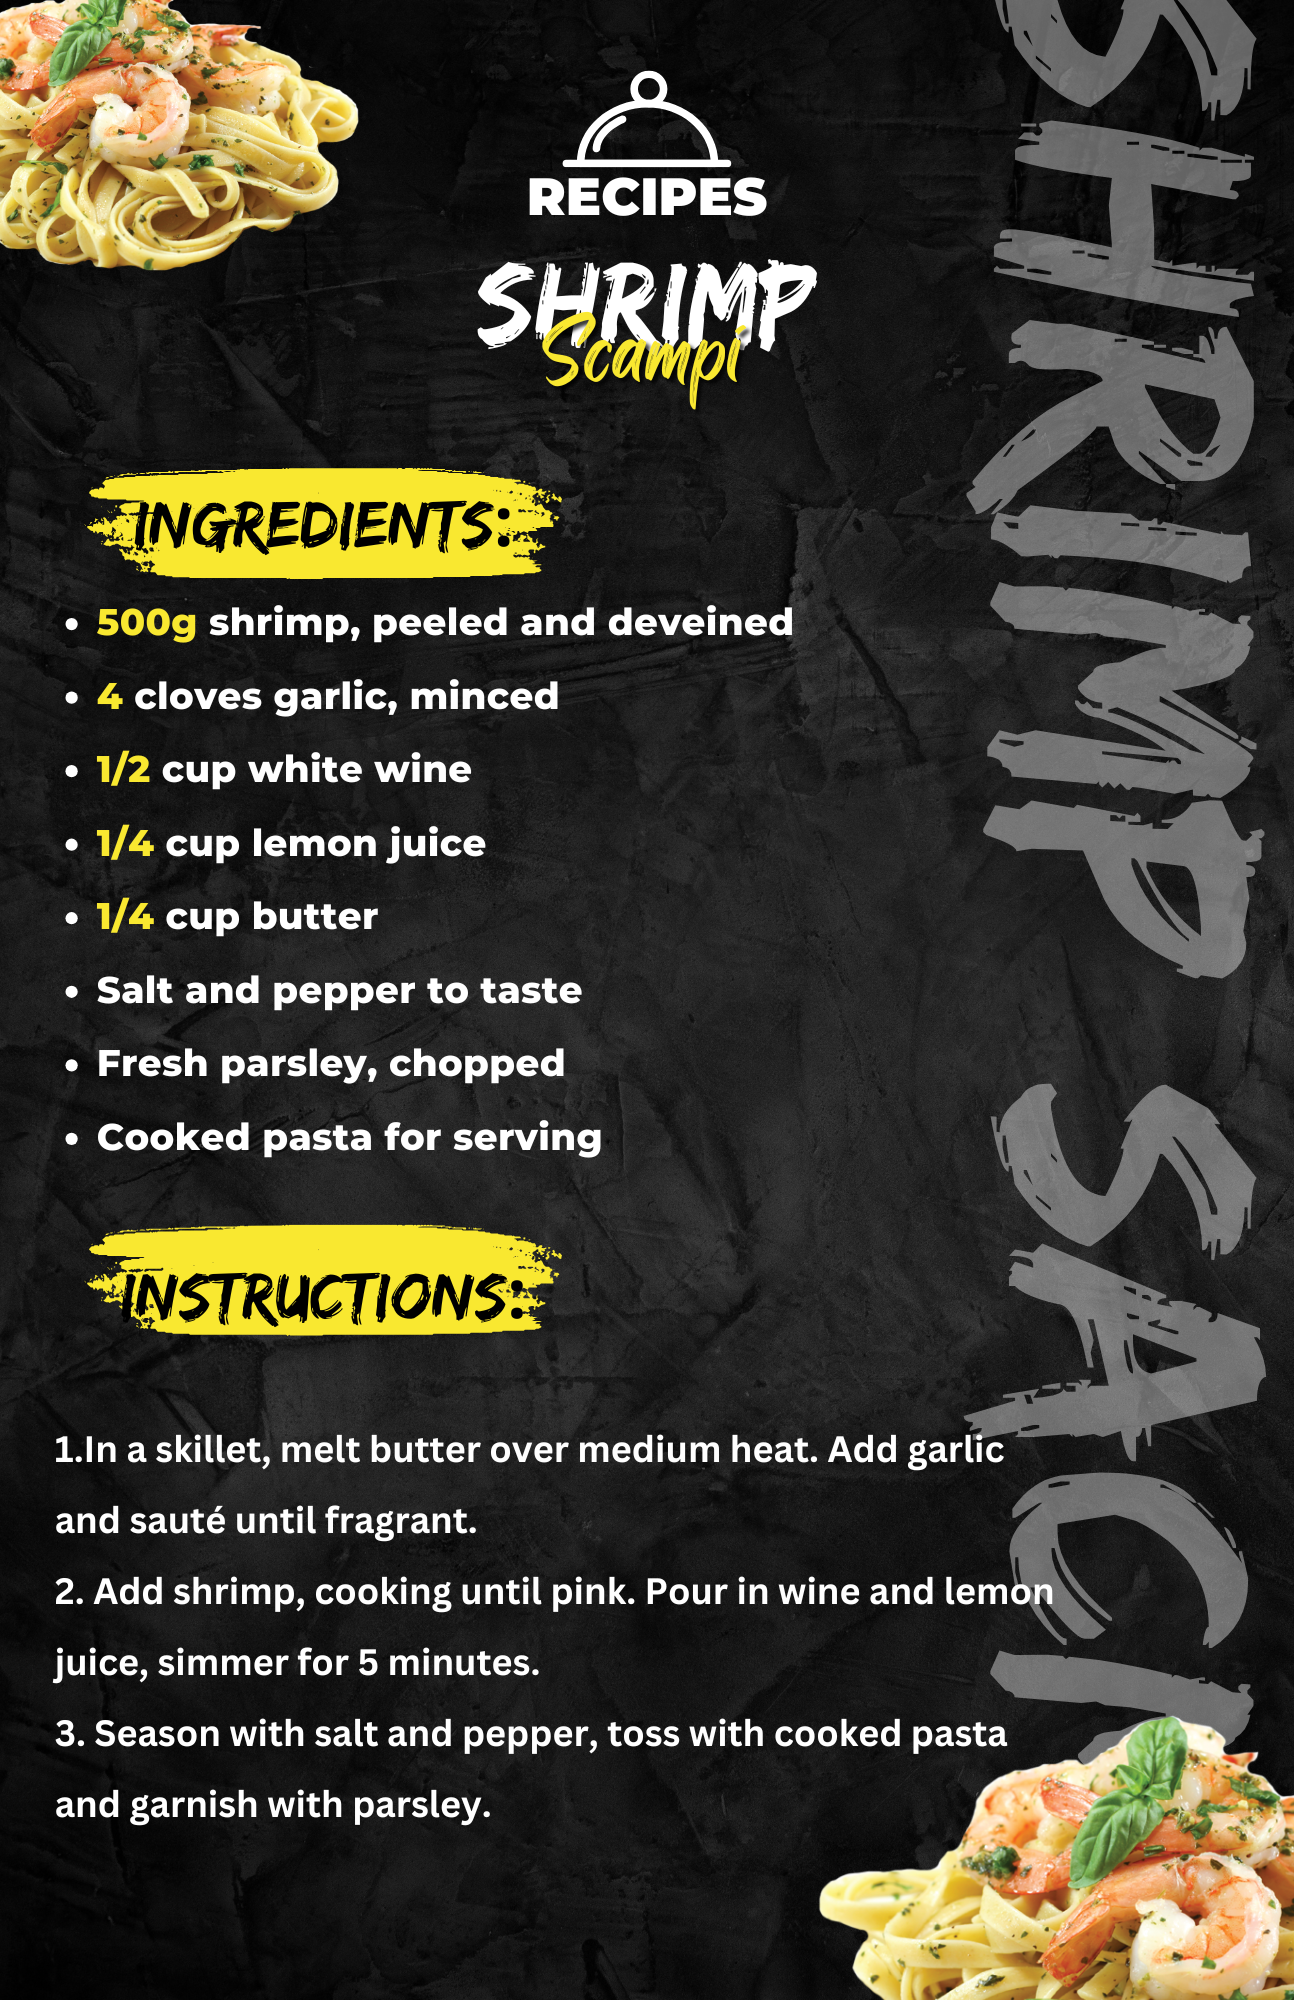 RECIPES
SHRIMP
Scampi
INGREDIENTS:
• 500g shrimp, peeled and deveined
• 4 cloves garlic, minced
• 1/2 cup white wine
• 1/4 cup lemon juice
• 1/4 cup butter
• Salt and pepper to taste
• Fresh parsley, chopped
• Cooked pasta for serving
INSTRUCTIONS:
1.In a skillet, melt butter over medium heat. Add garlic
and sauté until fragrant.
2. Add shrimp, cooking until pink. Pour in wine and lemon
juice, simmer for 5 minutes.
3. Season with salt and pepper, toss with cooked pasta
and garnish with parsley.
SHRIMP